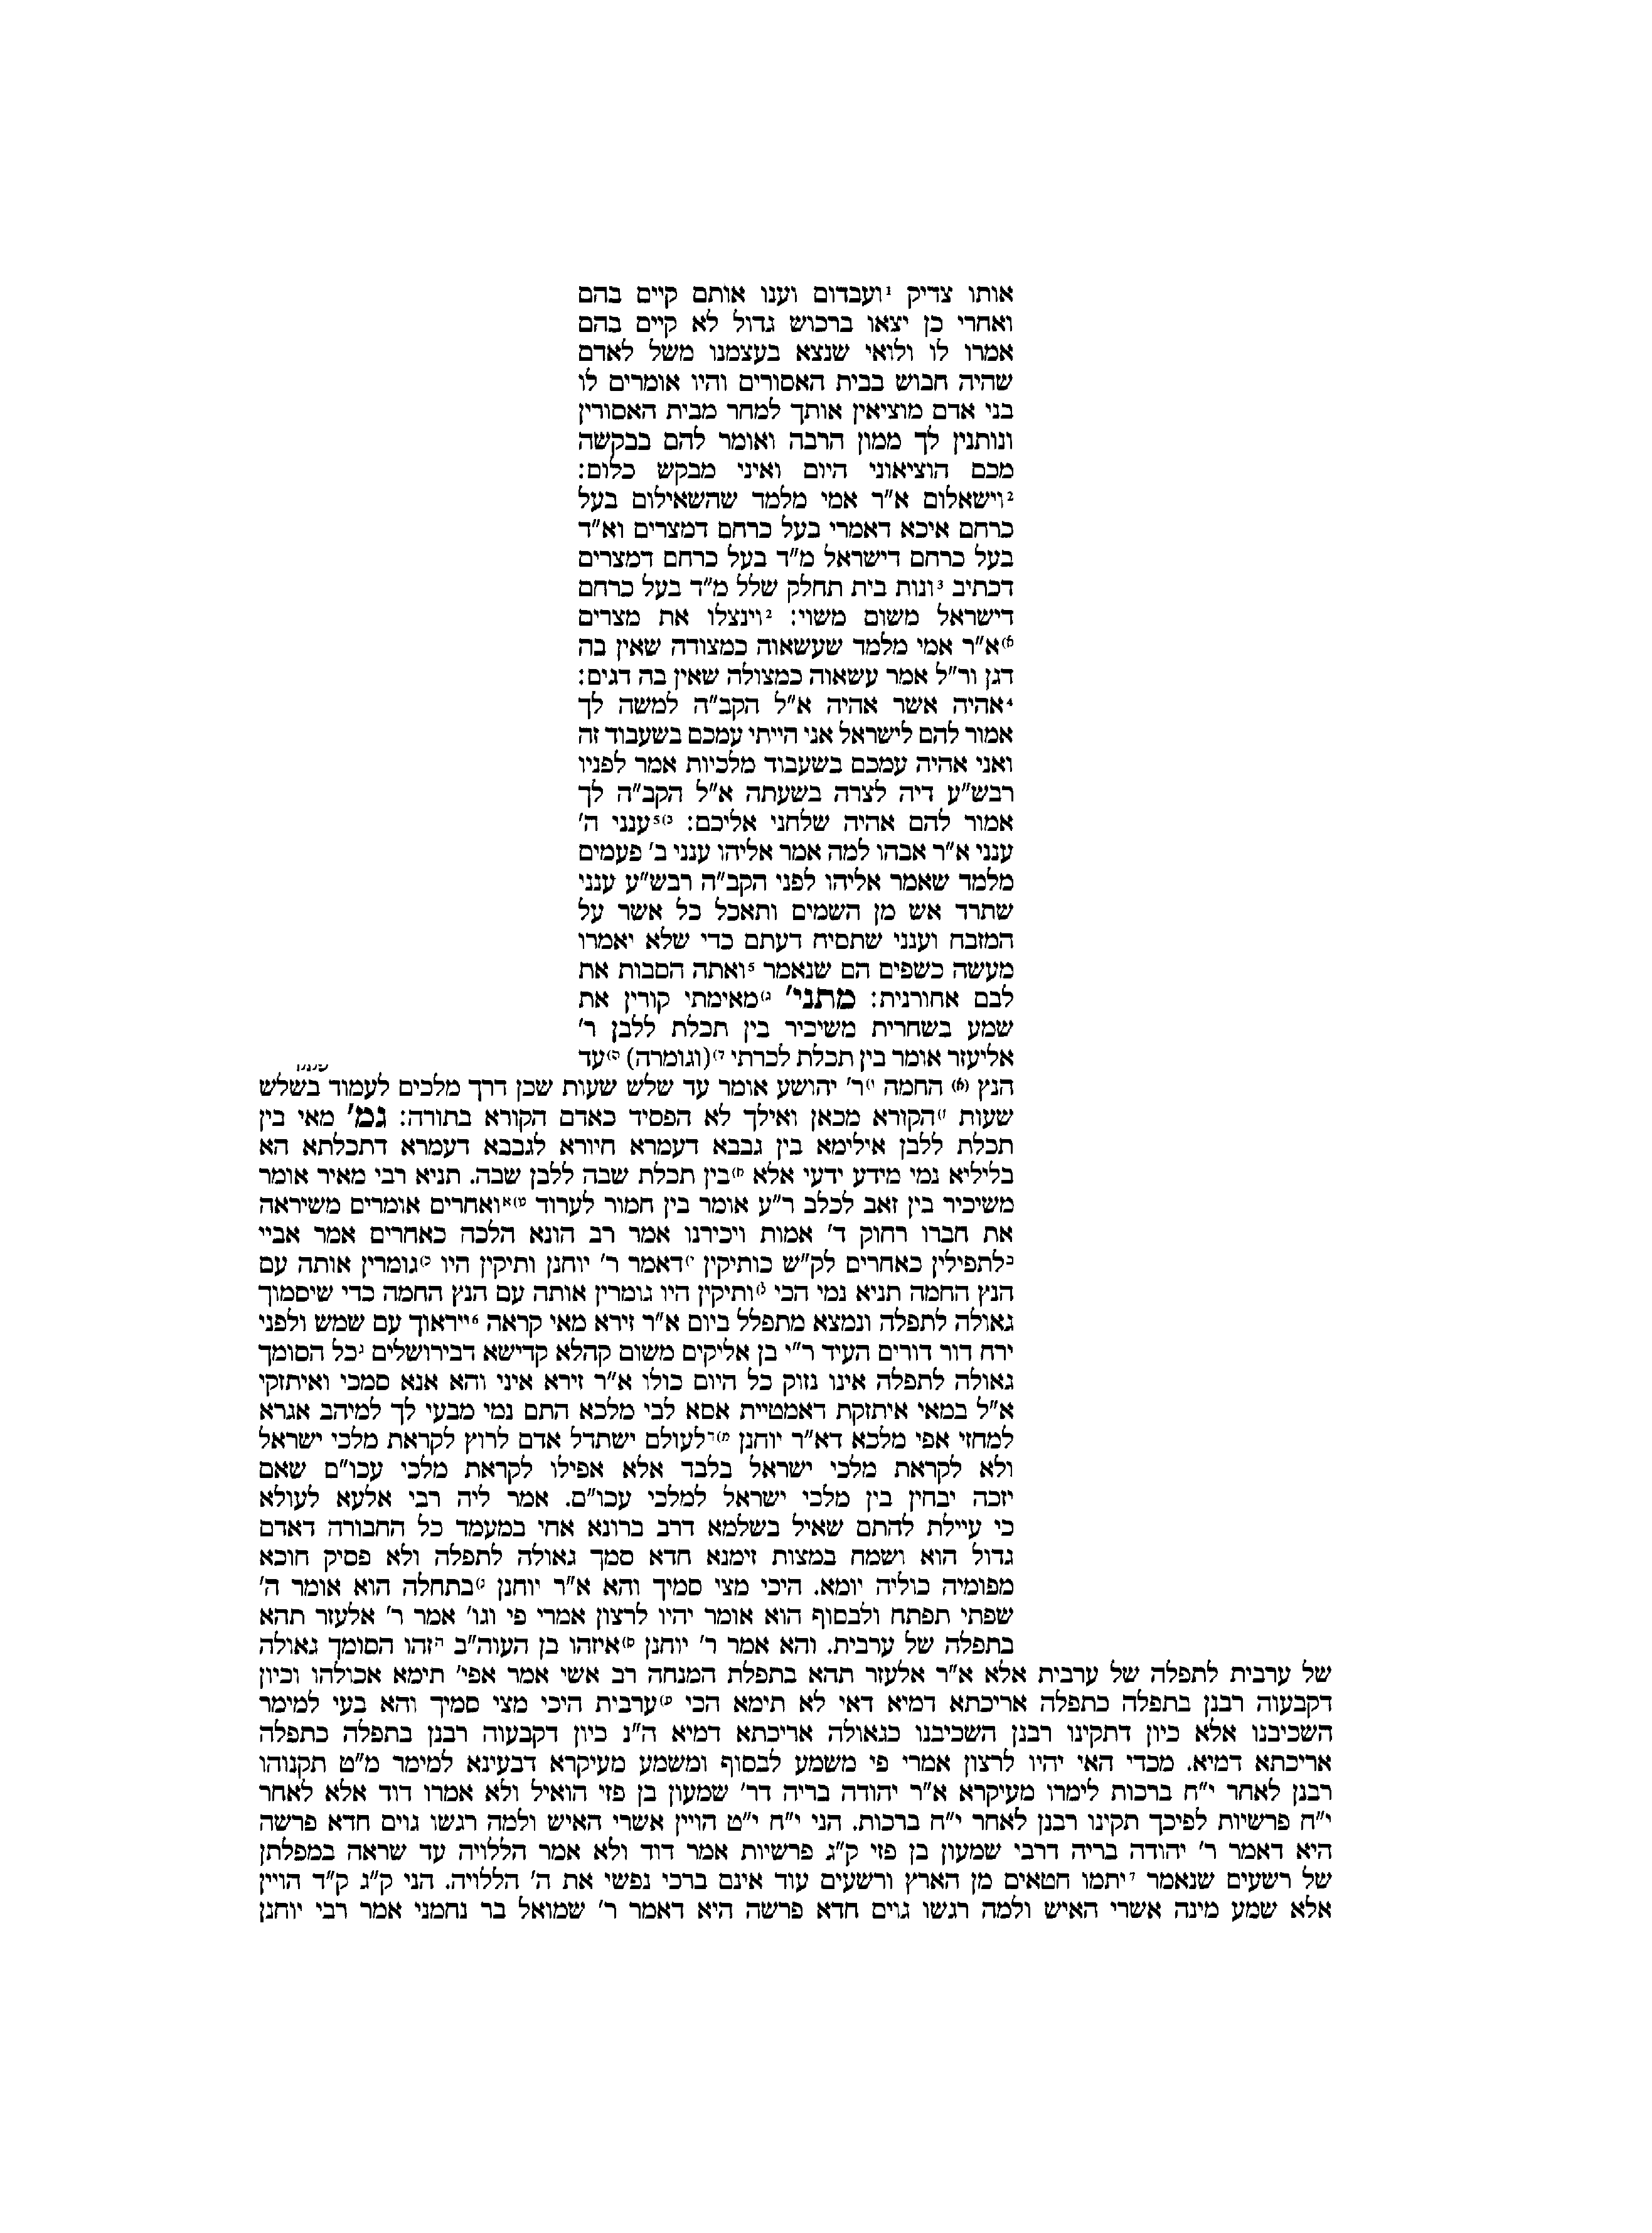 אותו צדיק ¹ועבדום וענו אותם קיים בהם
ואחרי כן יצאו ברכוש גדול לא קיים בהם
אמרו לו ולואי שנצא בעצמנו משל לאדם
שהיה חבוש בבית האסורים והיו אומרים לו
בני אדם מוציאין אותך למחר מבית האסורין
ונותנין לך ממון הרבה ואומר להם בבקשה
מכם הוציאוני היום ואיני מבקש כלום:
²וישאלום א"ר אמי מלמד שהשאילום בעל
כרחם איכא דאמרי בעל כרחם דמצרים וא"ד
בעל כרחם דישראל מ"ד בעל כרחם דמצרים
דכתיב ³ונות בית תחלק שלל מ"ד בעל כרחם
דישראל משום משוי: ²וינצלו את מצרים
א)א"ר אמי מלמד שעשאוה כמצודה שאין בה
דגן ור"ל אמר עשאוה כמצולה שאין בה דגים:
⁴אהיה אשר אהיה א"ל הקב"ה למשה לך
אמור להם לישראל אני הייתי עמכם בשעבוד זה
ואני אהיה עמכם בשעבוד מלכיות אמר לפניו
רבש"ע דיה לצרה בשעתה א"ל הקב"ה לך
אמור להם אהיה שלחני אליכם: ב)⁵ענני ה'
ענני א"ר אבהו למה אמר אליהו ענני ב' פעמים
מלמד שאמר אליהו לפני הקב"ה רבש"ע ענני
שתרד אש מן השמים ותאכל כל אשר על
המזבח וענני שתסיח דעתם כדי שלא יאמרו
מעשה כשפים הם שנאמר ⁵ואתה הסבות את
לבם אחורנית: מתני' ג)מאימתי קורין את
שמע בשחרית משיכיר בין תכלת ללבן ר'
אליעזר אומר בין תכלת לכרתי ד)(וגומרה) ה)עד
הנץ (א) החמה ו)ר' יהושע אומר עד שלש שעות שכן דרך מלכים לעמוד בשלש
שעות ז)הקורא מכאן ואילך לא הפסיד כאדם הקורא בתורה: גמ' מאי בין
תכלת ללבן אילימא בין גבבא דעמרא חיורא לגבבא דעמרא דתכלתא הא
בליליא נמי מידע ידעי אלא ח)בין תכלת שבה ללבן שבה. תניא רבי מאיר אומר
משיכיר בין זאב לכלב ר"ע אומר בין חמור לערוד ט)אואחרים אומרים משיראה
את חברו רחוק ד' אמות ויכירנו אמר רב הונא הלכה כאחרים אמר אביי
בלתפילין כאחרים לק"ש כותיקין י)דאמר ר' יוחנן ותיקין היו כ)גומרין אותה עם
הנץ החמה תניא נמי הכי ל)ותיקין היו גומרין אותה עם הנץ החמה כדי שיסמוך
גאולה לתפלה ונמצא מתפלל ביום א"ר זירא מאי קראה ⁶ייראוך עם שמש ולפני
ירח דור דורים העיד ר"י בן אליקים משום קהלא קדישא דבירושלים גכל הסומך
גאולה לתפלה אינו נזוק כל היום כולו א"ר זירא איני והא אנא סמכי ואיתזקי
א"ל במאי איתזקת דאמטיית אסא לבי מלכא התם נמי מבעי לך למיהב אגרא
למחזי אפי מלכא דא"ר יוחנן מ)דלעולם ישתדל אדם לרוץ לקראת מלכי ישראל
ולא לקראת מלכי ישראל בלבד אלא אפילו לקראת מלכי עכו"ם שאם
יזכה יבחין בין מלכי ישראל למלכי עכו"ם. אמר ליה רבי אלעא לעולא
כי עיילת להתם שאיל בשלמא דרב ברונא אחי במעמד כל החבורה דאדם
גדול הוא ושמח במצות זימנא חדא סמך גאולה לתפלה ולא פסיק חוכא
מפומיה כוליה יומא. היכי מצי סמיך והא א"ר יוחנן נ)בתחלה הוא אומר ה'
שפתי תפתח ולבסוף הוא אומר יהיו לרצון אמרי פי וגו' אמר ר' אלעזר תהא
בתפלה של ערבית. והא אמר ר' יוחנן ס)איזהו בן העוה"ב הזהו הסומך גאולה
של ערבית לתפלה של ערבית אלא א"ר אלעזר תהא בתפלת המנחה רב אשי אמר אפי' תימא אכולהו וכיון
דקבעוה רבנן בתפלה כתפלה אריכתא דמיא דאי לא תימא הכי ע)ערבית היכי מצי סמיך והא בעי למימר
השכיבנו אלא כיון דתקינו רבנן השכיבנו כגאולה אריכתא דמיא ה"נ כיון דקבעוה רבנן בתפלה כתפלה
אריכתא דמיא. מכדי האי יהיו לרצון אמרי פי משמע לבסוף ומשמע מעיקרא דבעינא למימר מ"ט תקנוהו
רבנן לאחר י"ח ברכות לימרו מעיקרא א"ר יהודה בריה דר' שמעון בן פזי הואיל ולא אמרו דוד אלא לאחר
י"ח פרשיות לפיכך תקינו רבנן לאחר י"ח ברכות. הני י"ח י"ט הויין אשרי האיש ולמה רגשו גוים חדא פרשה
היא דאמר ר' יהודה בריה דרבי שמעון בן פזי ק"ג פרשיות אמר דוד ולא אמר הללויה עד שראה במפלתן
של רשעים שנאמר ⁷יתמו חטאים מן הארץ ורשעים עוד אינם ברכי נפשי את ה' הללויה. הני ק"ג ק"ד הויין
אלא שמע מינה אשרי האיש ולמה רגשו גוים חדא פרשה היא דאמר ר' שמואל בר נחמני אמר רבי יוחנן